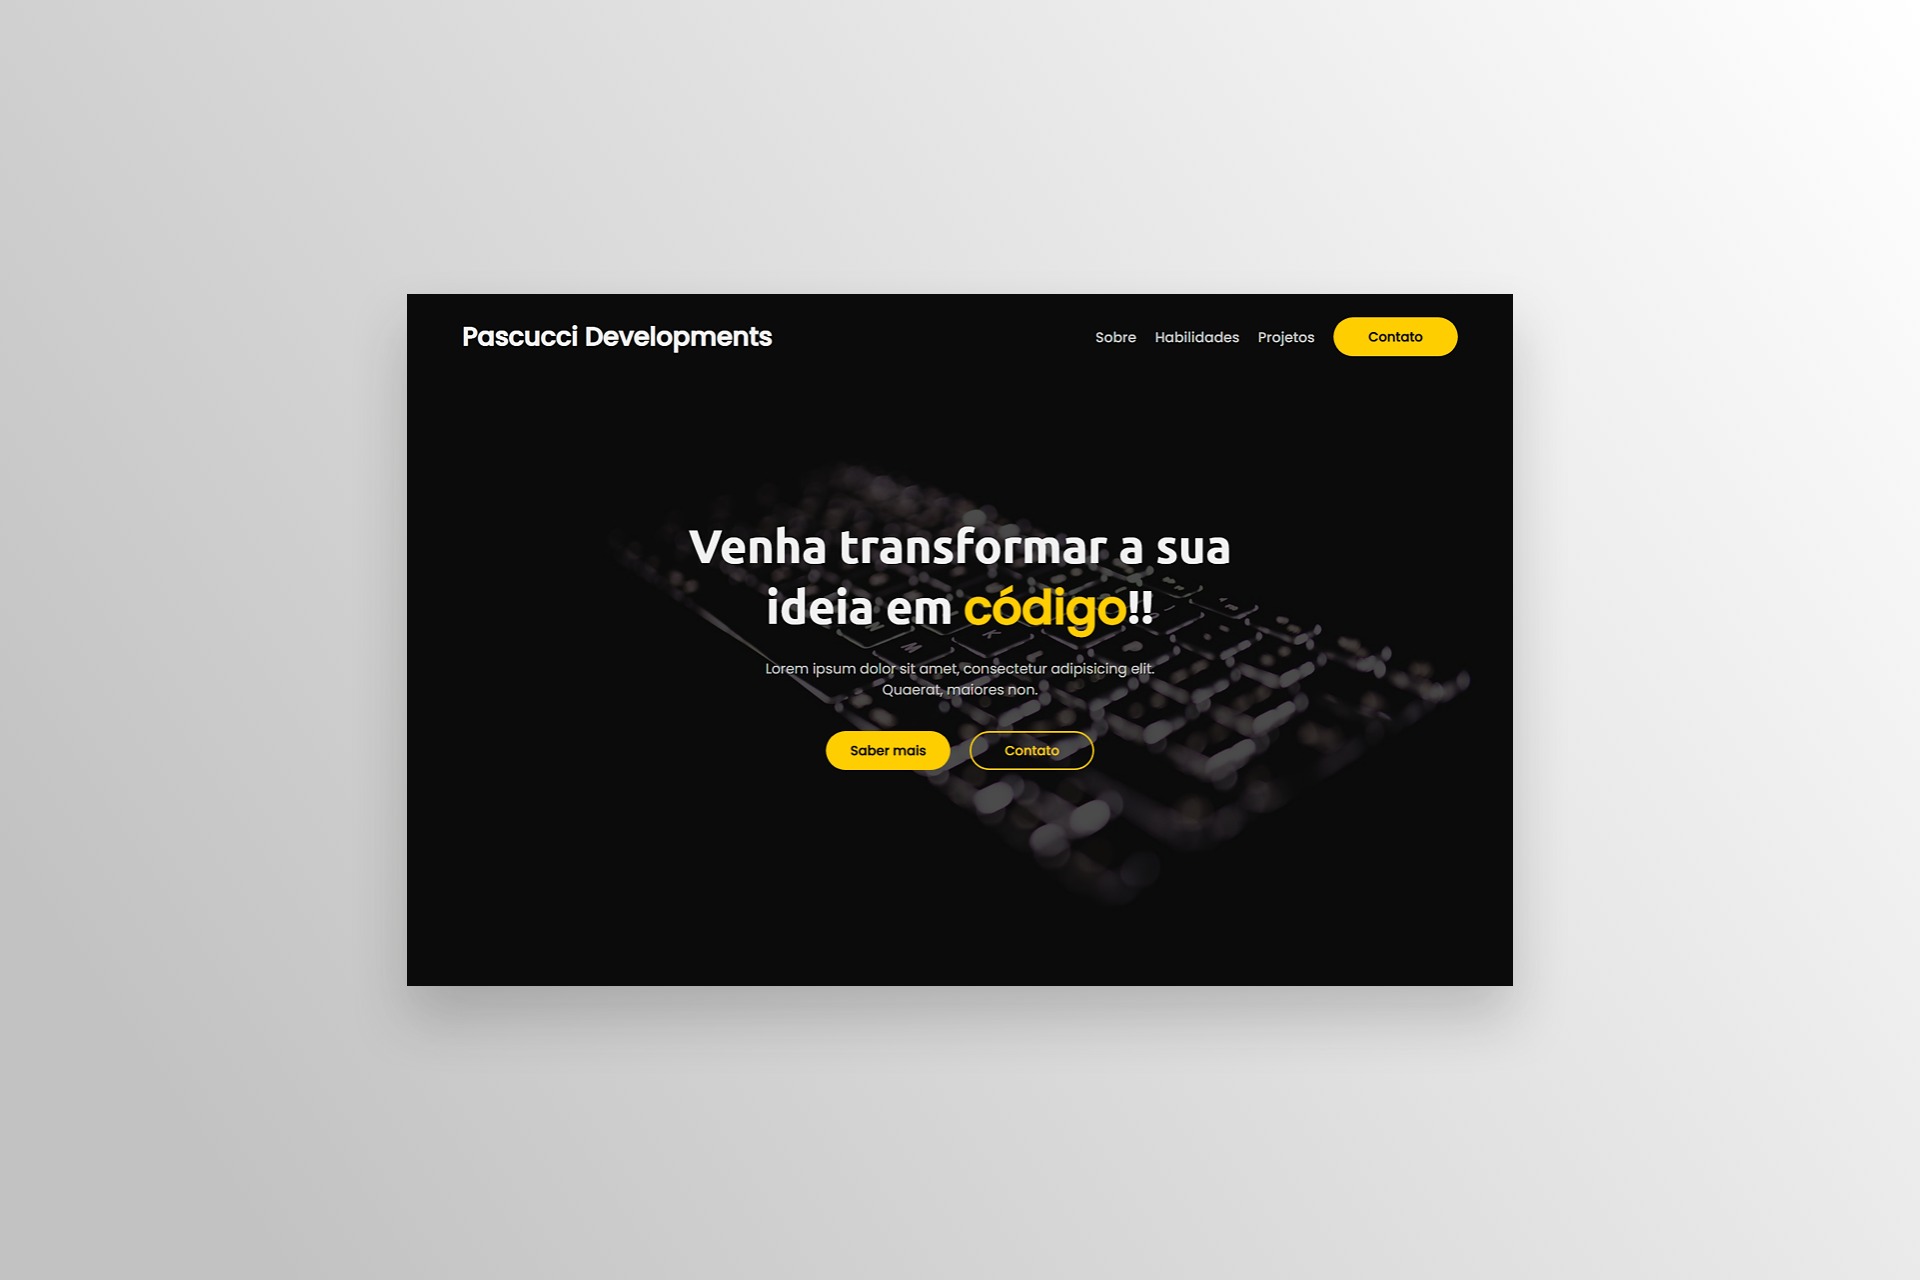 Pascucci Developments
Sobre Habilidades Projetos Contato
Venha transformar a sua
ideia em código!!
Lorem ipsum dolor sit amet, consectetur adipisicing elit.
Quaerat, maiores non.
Saber mais Contato
K
M